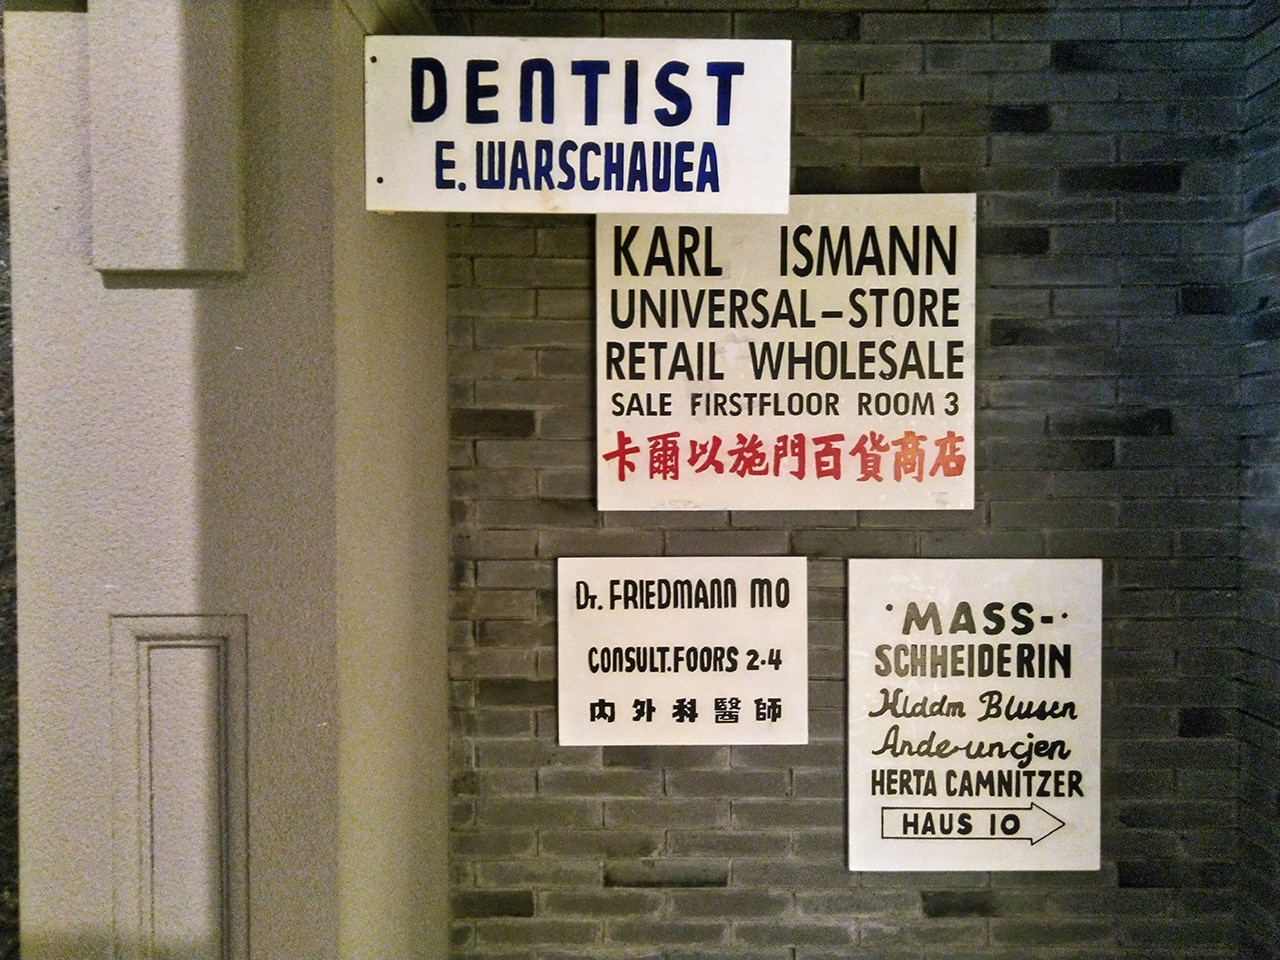 DENTIST
E. WARSCHAUEA
KARL ISMANN
UNIVERSAL-STORE
RETAIL WHOLESALE
SALE FIRSTFLOOR ROOM 3
卡爾以施門百貨商店
Dr. FRIEDMANN MO
CONSULT.FOORS 2·4
内外科醫師
·MASS-·
SCHHEIDERIN
Klddm Blusen
Ande-uncjen
HERTA CAMNITZER
HAUS 10